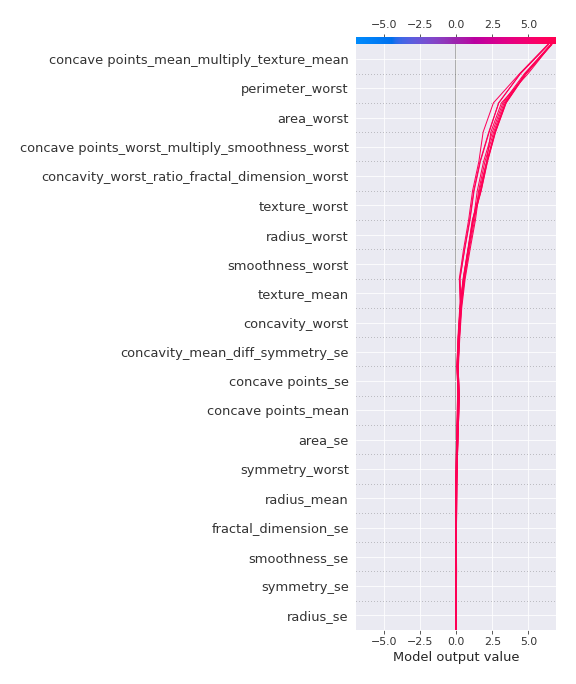 −5.0 −2.5 0.0 2.5 5.0
concave points_mean_multiply_texture_mean
perimeter_worst
area_worst
concave points_worst_multiply_smoothness_worst
concavity_worst_ratio_fractal_dimension_worst
texture_worst
radius_worst
smoothness_worst
texture_mean
concavity_worst
concavity_mean_diff_symmetry_se
concave points_se
concave points_mean
area_se
symmetry_worst
radius_mean
fractal_dimension_se
smoothness_se
symmetry_se
radius_se
−5.0 −2.5 0.0 2.5 5.0
Model output value